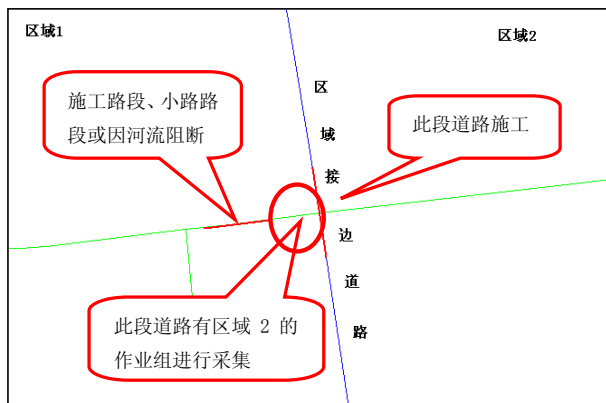 区域1
区域2
施工路段、小路路
段或因河流阻断
此段道路施工
区
域
接
边
道
路
此段道路有区域 2 的
作业组进行采集